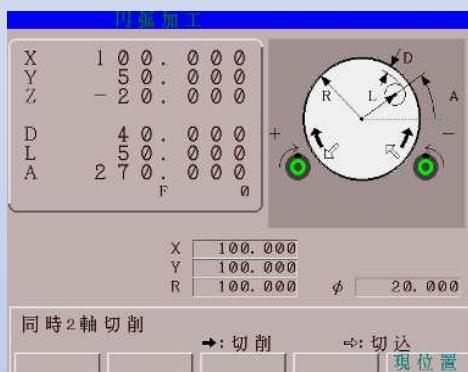 円弧加工
X 100.000
Y 50.000
Z -20.000
D 40.000
L 50.000
A 270.000
F 0
D
R L A
+ -
X 100.000
Y 100.000
R 100.000 φ 20.000
同時2軸切削
➡:切削 ⇨:切込
現位置